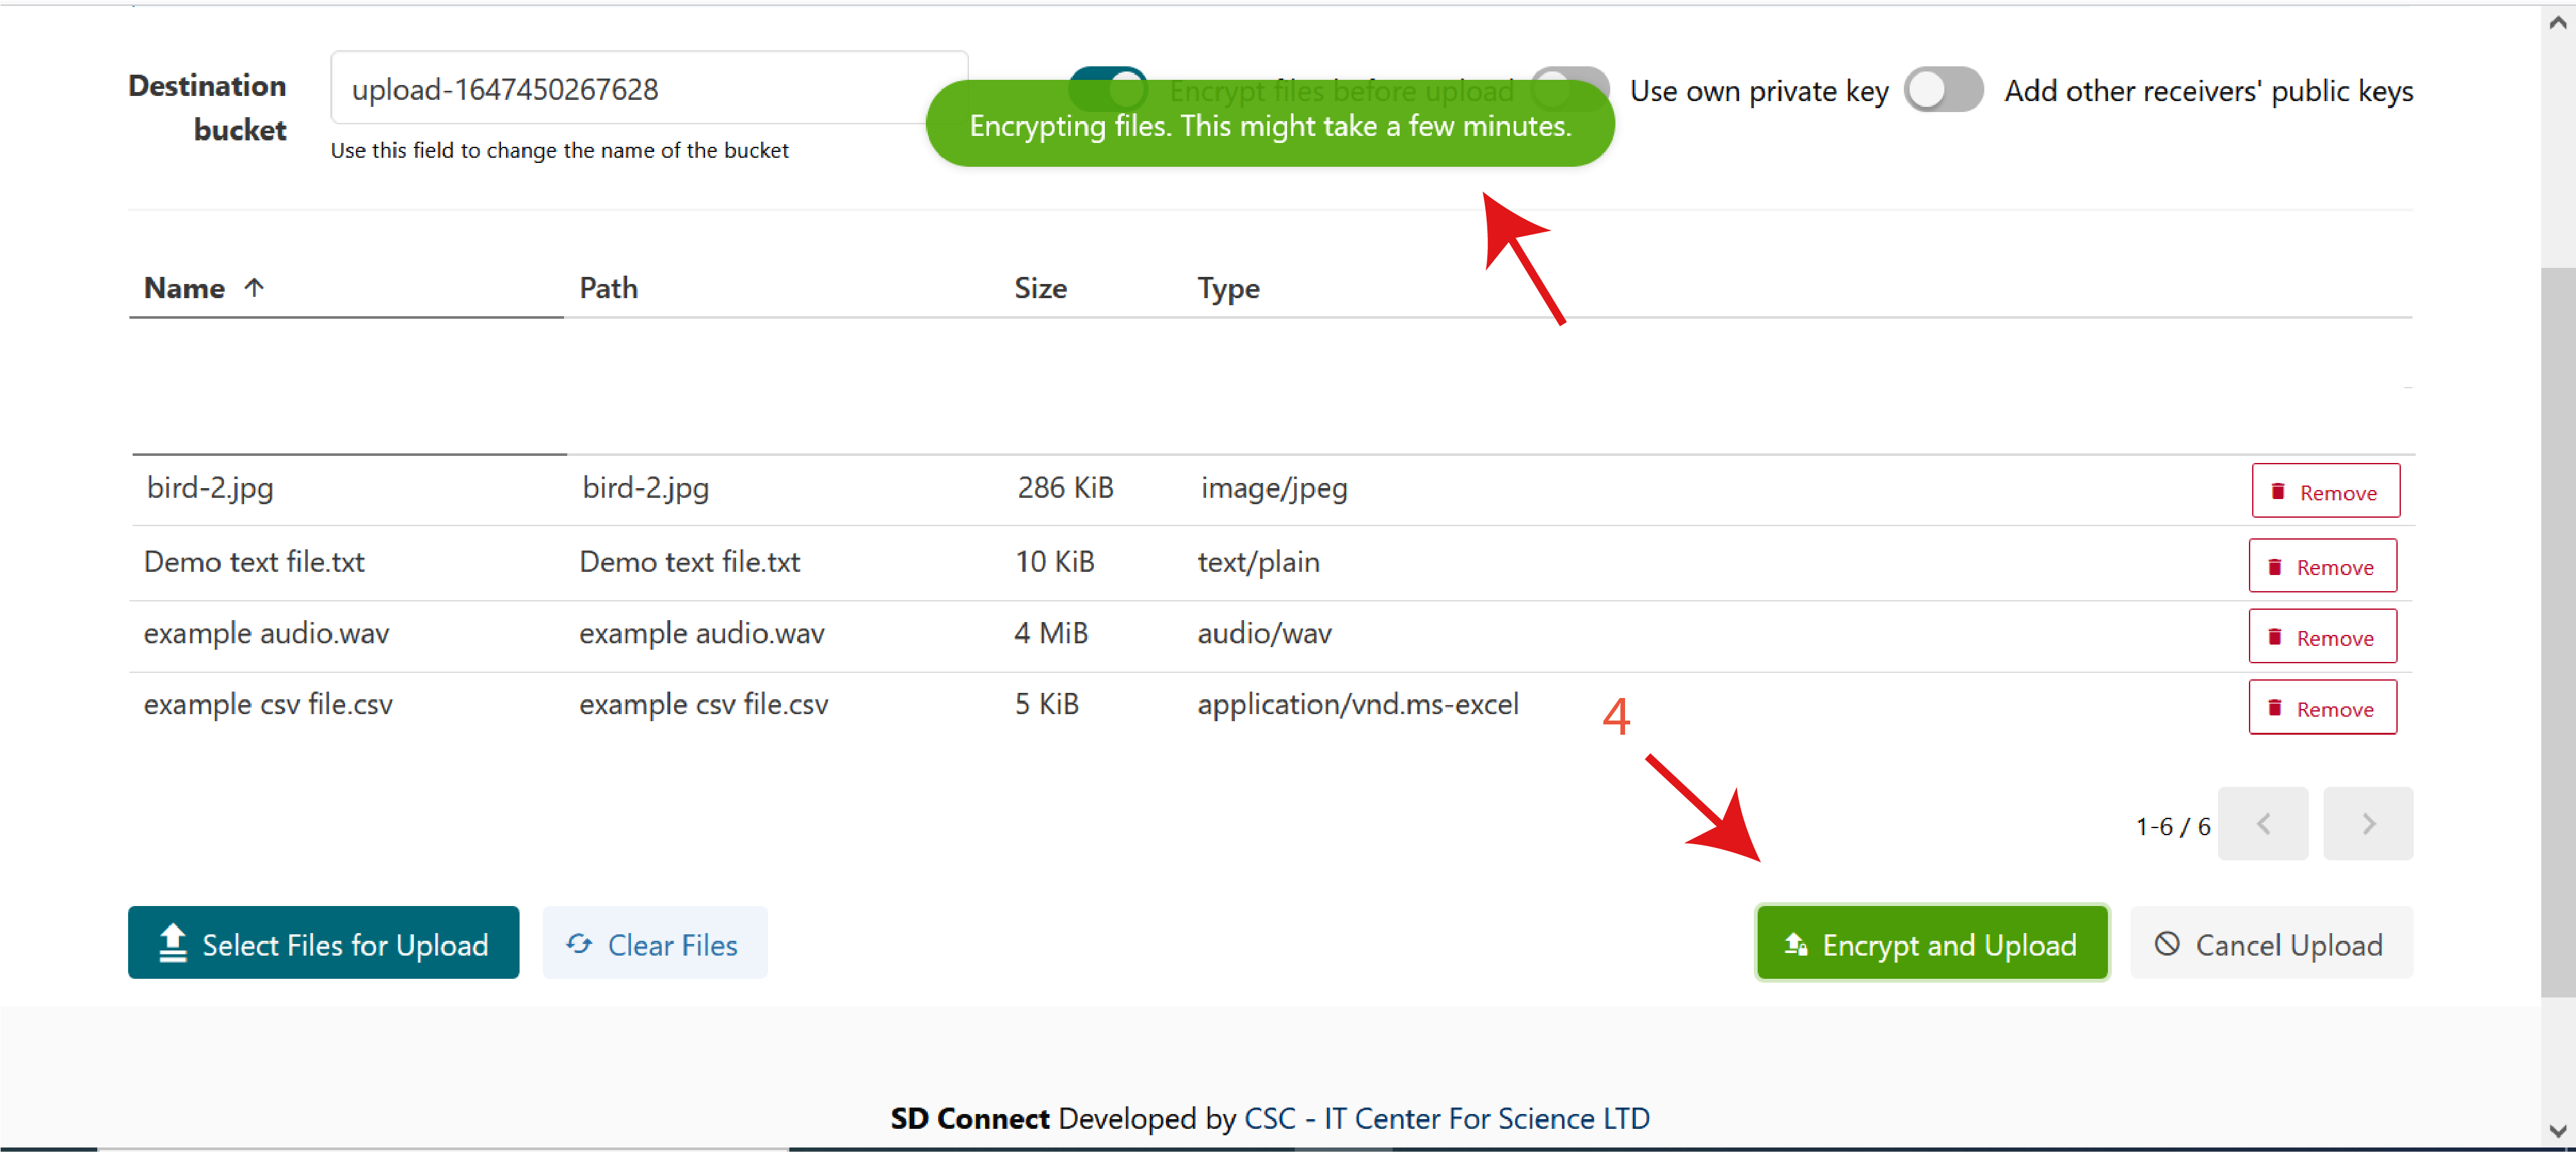 Destination bucket
upload-1647450267628
Use this field to change the name of the bucket
Encrypt files before upload
Use own private key
Add other receivers' public keys
Encrypting files. This might take a few minutes.
Name Path Size Type
bird-2.jpg bird-2.jpg 286 KiB image/jpeg Remove
Demo text file.txt Demo text file.txt 10 KiB text/plain Remove
example audio.wav example audio.wav 4 MiB audio/wav Remove
example csv file.csv example csv file.csv 5 KiB application/vnd.ms-excel Remove
4
1-6 / 6
Select Files for Upload Clear Files Encrypt and Upload Cancel Upload
SD Connect Developed by CSC - IT Center For Science LTD